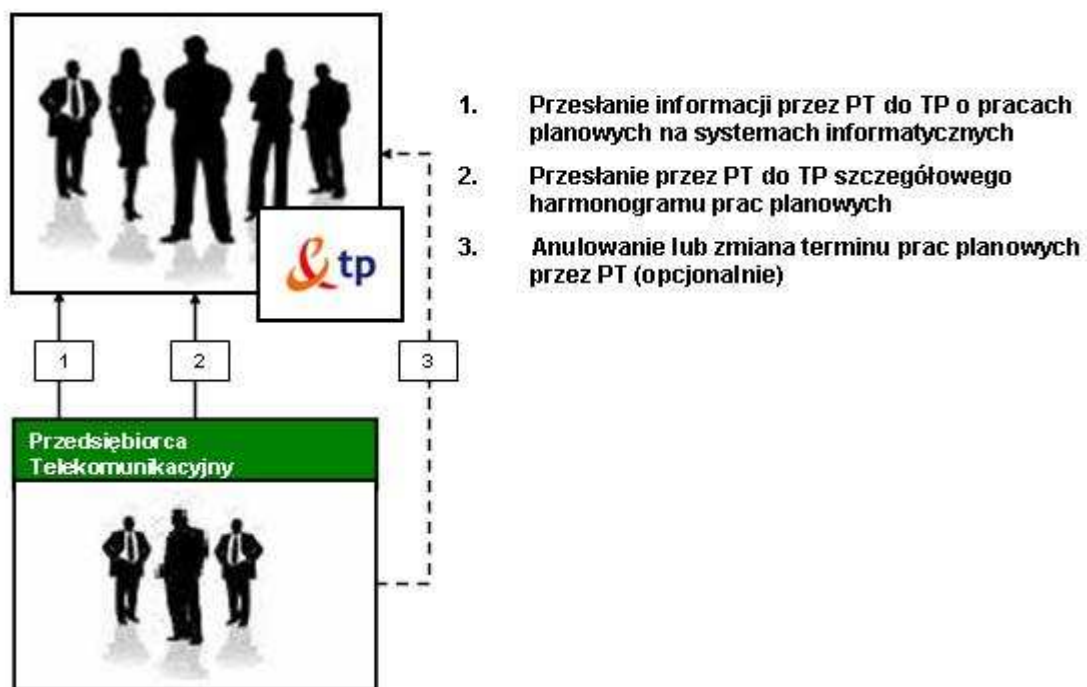 1. Przesłanie informacji przez PT do TP o pracach
planowych na systemach informatycznych
2. Przesłanie przez PT do TP szczegółowego
harmonogramu prac planowych
3. Anulowanie lub zmiana terminu prac planowych
przez PT (opcjonalnie)
tp
1
2
3
Przedsiębiorca
Telekomunikacyjny